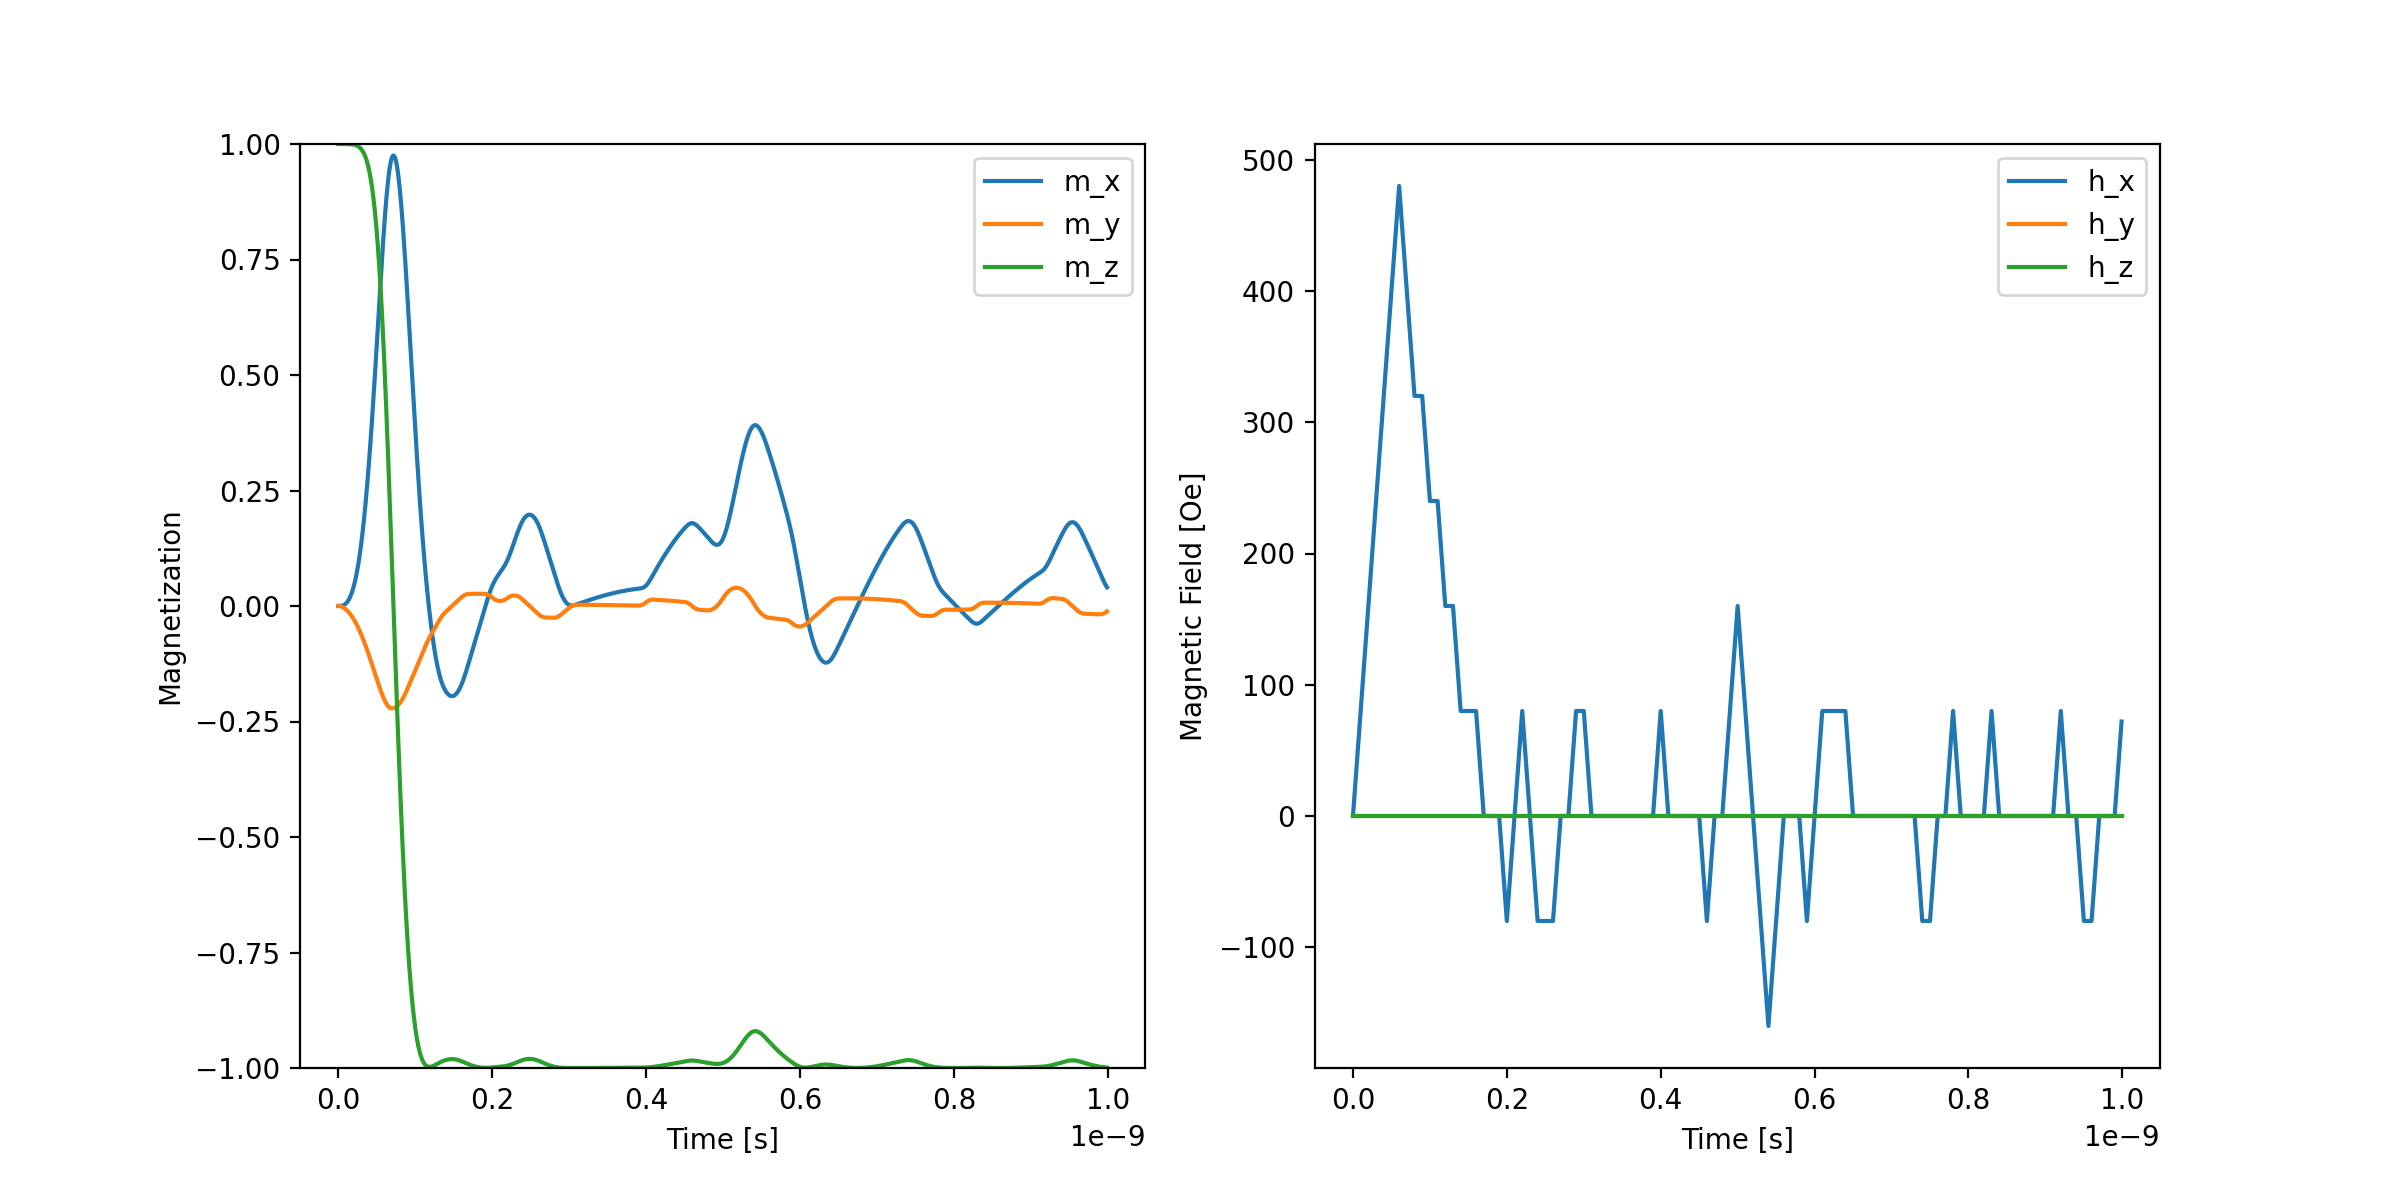 1.00
0.75
0.50
0.25
0.00
−0.25
−0.50
−0.75
−1.00
Magnetization
0.0 0.2 0.4 0.6 0.8 1.0
Time [s]
1e−9
m_x
m_y
m_z
500
400
300
200
100
0
−100
Magnetic Field [Oe]
0.0 0.2 0.4 0.6 0.8 1.0
Time [s]
1e−9
h_x
h_y
h_z